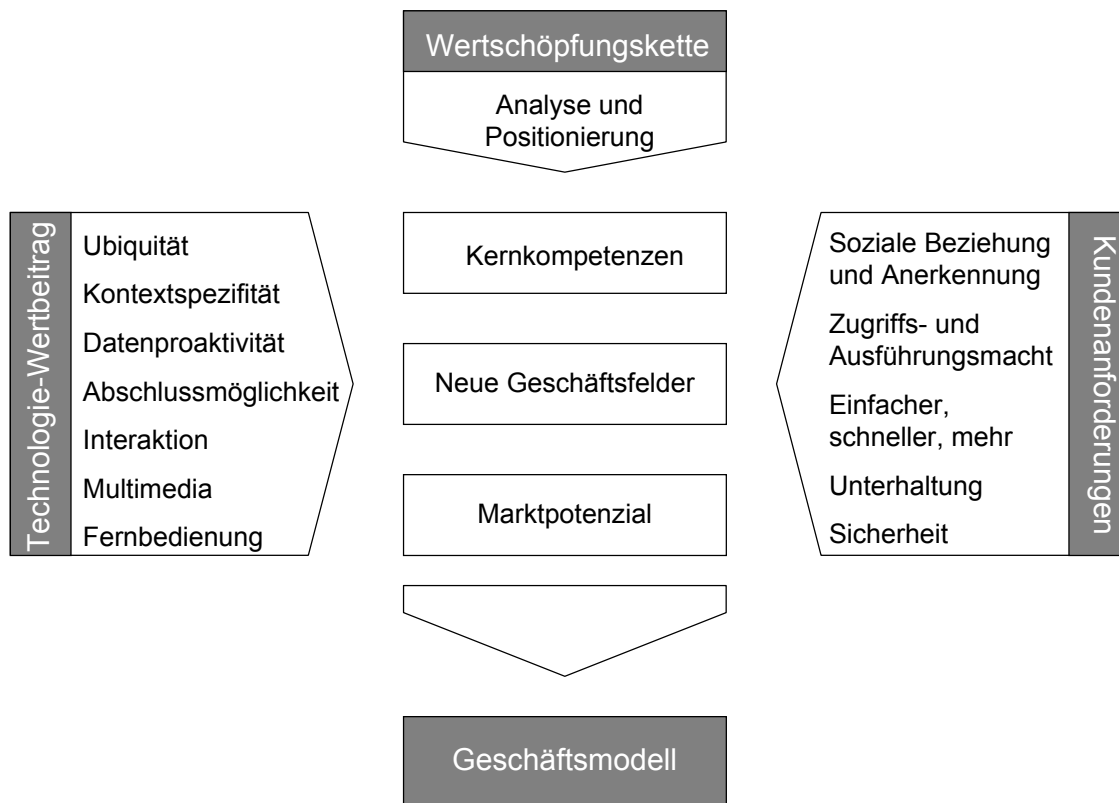 Wertschöpfungskette
Analyse und
Positionierung
Technologie-Wertbeitrag
Ubiquität
Kontextspezifität
Datenproaktivität
Abschlussmöglichkeit
Interaktion
Multimedia
Fernbedienung
Kernkompetenzen
Neue Geschäftsfelder
Marktpotenzial
Soziale Beziehung
und Anerkennung
Zugriffs- und
Ausführungsmacht
Einfacher,
schneller, mehr
Unterhaltung
Sicherheit
Kundenanforderungen
Geschäftsmodell